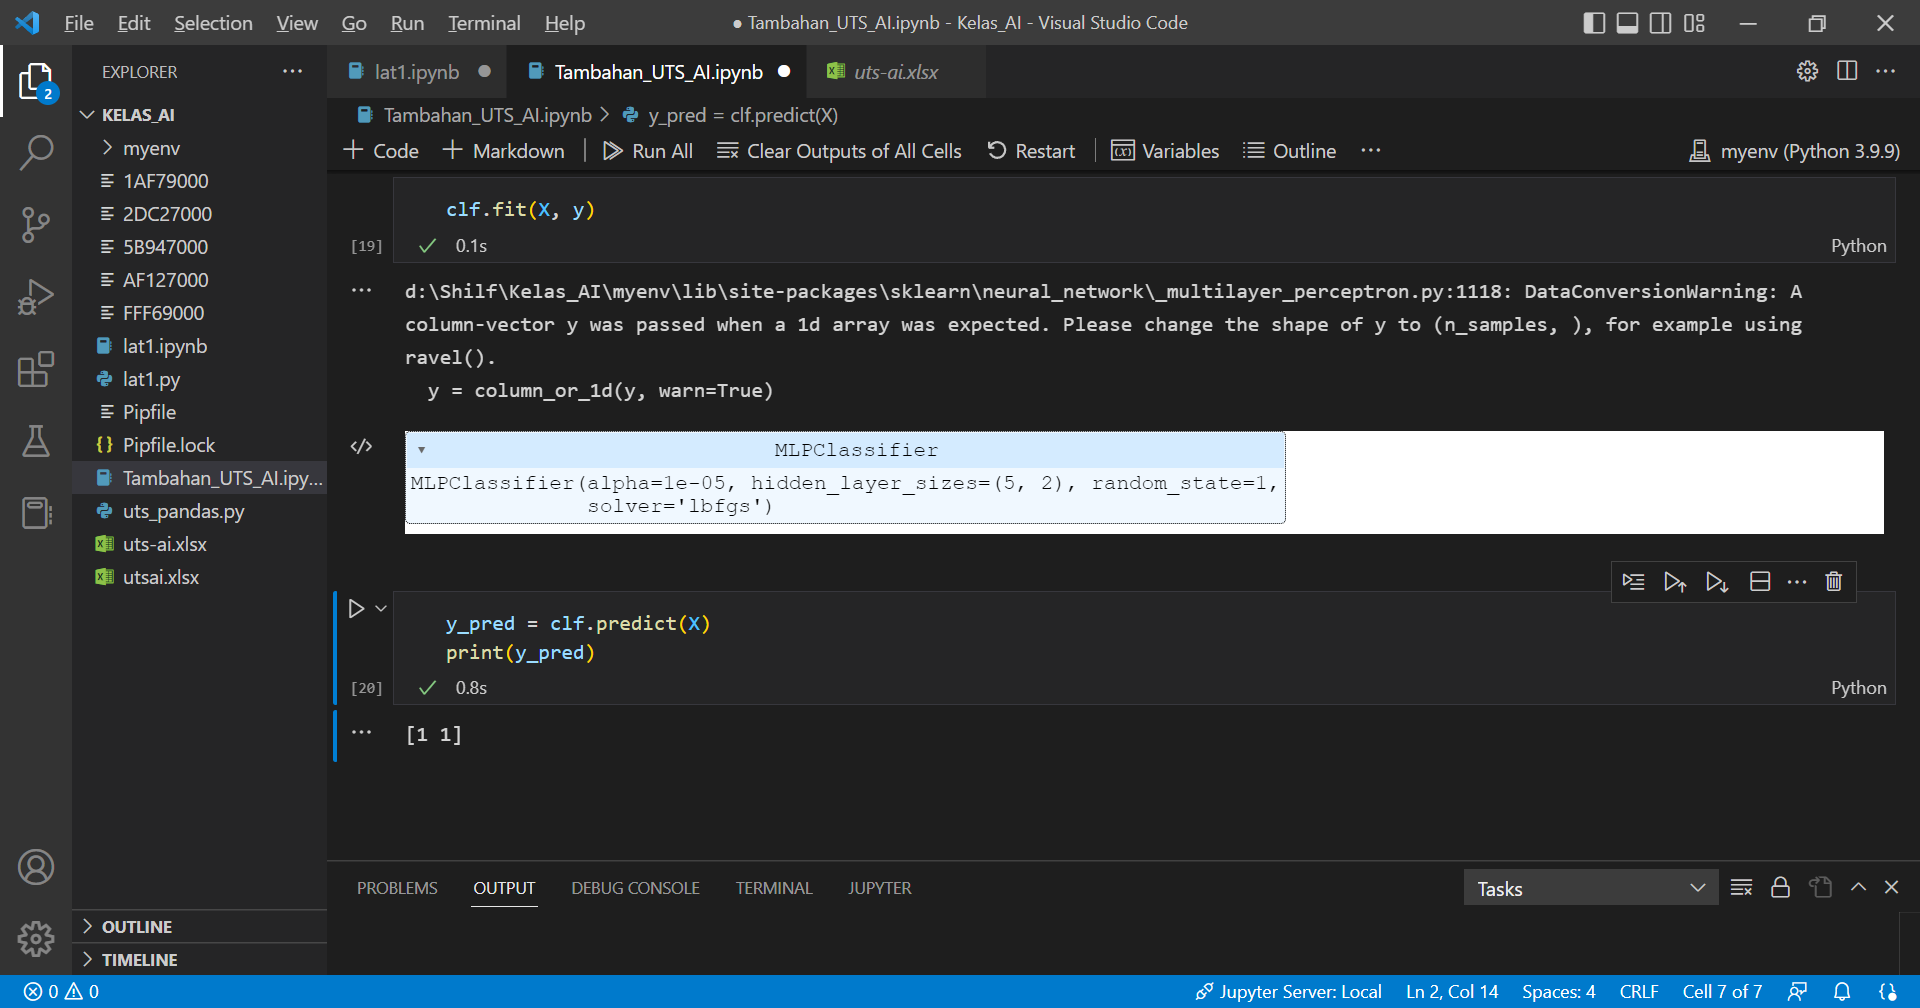 File Edit Selection View Go Run Terminal Help
● Tambahan_UTS_AI.ipynb - Kelas_AI - Visual Studio Code
2
EXPLORER
KELAS_AI
myenv
1AF79000
2DC27000
5B947000
AF127000
FFF69000
lat1.ipynb
lat1.py
Pipfile
{} Pipfile.lock
Tambahan_UTS_AI.ipy...
uts_pandas.py
uts-ai.xlsx
utsai.xlsx
OUTLINE
TIMELINE
lat1.ipynb
Tambahan_UTS_AI.ipynb
uts-ai.xlsx
Tambahan_UTS_AI.ipynb > y_pred = clf.predict(X)
+ Code + Markdown Run All Clear Outputs of All Cells Restart Variables Outline ...
myenv (Python 3.9.9)
clf.fit(X, y)
[19] ✓ 0.1s
Python
d:\Shilf\Kelas_AI\myenv\lib\site-packages\sklearn\neural_network\_multilayer_perceptron.py:1118: DataConversionWarning: A
column-vector y was passed when a 1d array was expected. Please change the shape of y to (n_samples, ), for example using
ravel().
y = column_or_1d(y, warn=True)
MLPClassifier
MLPClassifier(alpha=1e-05, hidden_layer_sizes=(5, 2), random_state=1,
solver='lbfgs')
y_pred = clf.predict(X)
print(y_pred)
[20] ✓ 0.8s
Python
[1 1]
PROBLEMS OUTPUT DEBUG CONSOLE TERMINAL JUPYTER
Tasks
0 0
Jupyter Server: Local Ln 2, Col 14 Spaces: 4 CRLF Cell 7 of 7